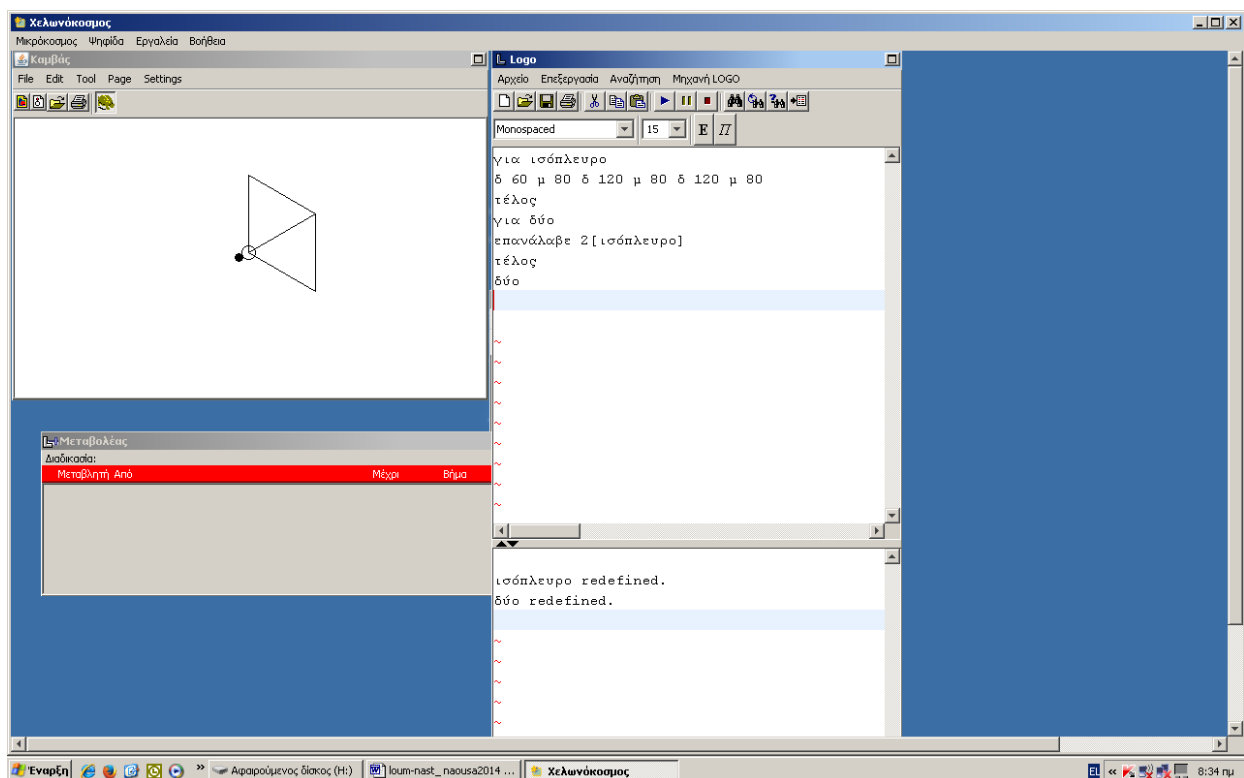 Χελωνόκοσμος
Μικρόκοσμος Ψηφίδα Εργαλεία Βοήθεια
Καμβάς
File Edit Tool Page Settings
Logo
Αρχείο Επεξεργασία Αναζήτηση Μηχανή LOGO
Monospaced 15 E Π
για ισόπλευρο
δ 60 μ 80 δ 120 μ 80 δ 120 μ 80
τέλος
για δύο
επανάλαβε 2[ισόπλευρο]
τέλος
δύο
~
~
~
~
~
~
~
~
~
Μεταβολέας
Διαδικασία:
Μεταβλητή Από Μέχρι Βήμα
ισόπλευρο redefined.
δύο redefined.
~
~
~
~
~
Έναρξη » Αφαιρούμενος δίσκος (H:) loum-nast_naousa2014 ... Χελωνόκοσμος EL « 8:34 πμ